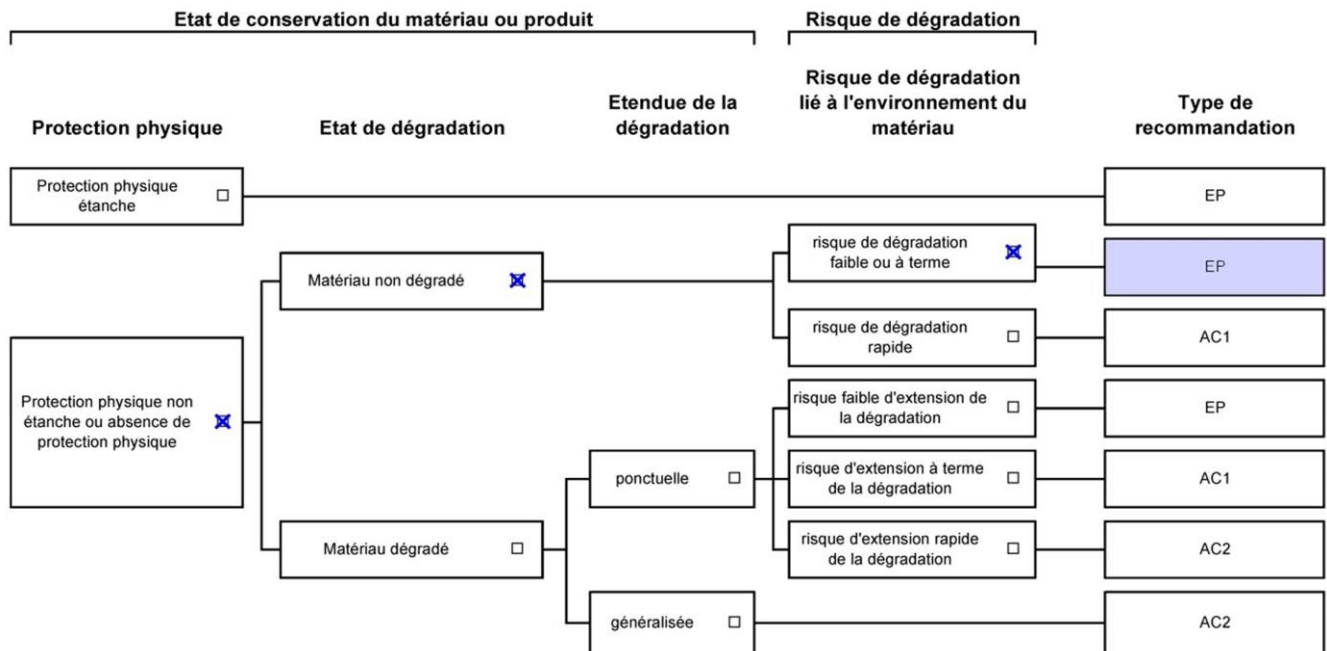 Etat de conservation du matériau ou produit
Risque de dégradation
Protection physique
Etat de dégradation
Etendue de la
dégradation
Risque de dégradation
lié à l'environnement du
matériau
Type de
recommandation
Protection physique
étanche
EP
risque de dégradation
faible ou à terme
EP
Matériau non dégradé
risque de dégradation
rapide
AC1
Protection physique non
étanche ou absence de
protection physique
risque faible d'extension de
la dégradation
EP
ponctuelle
risque d'extension à terme
de la dégradation
AC1
Matériau dégradé
risque d'extension rapide
de la dégradation
AC2
généralisée
AC2